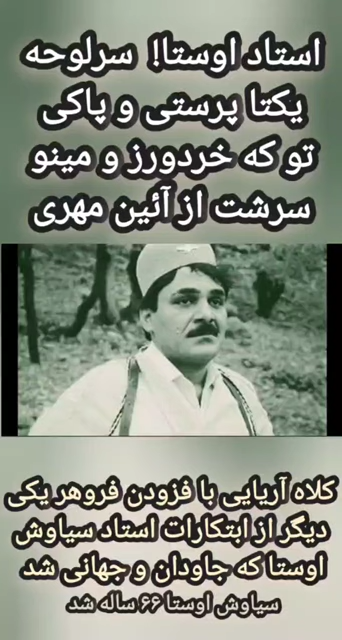 استاد اوستا! سرلوحه
یکتا پرستی و پاکی
تو که خردورز و مینو
سرشت از آئین مهری
کلاه آریایی با فزودن فروهر یکی
دیگر از ابتکارات استاد سیاوش
اوستا که جاودان و جهانی شد
سیاوش اوستا ۶۶ ساله شد